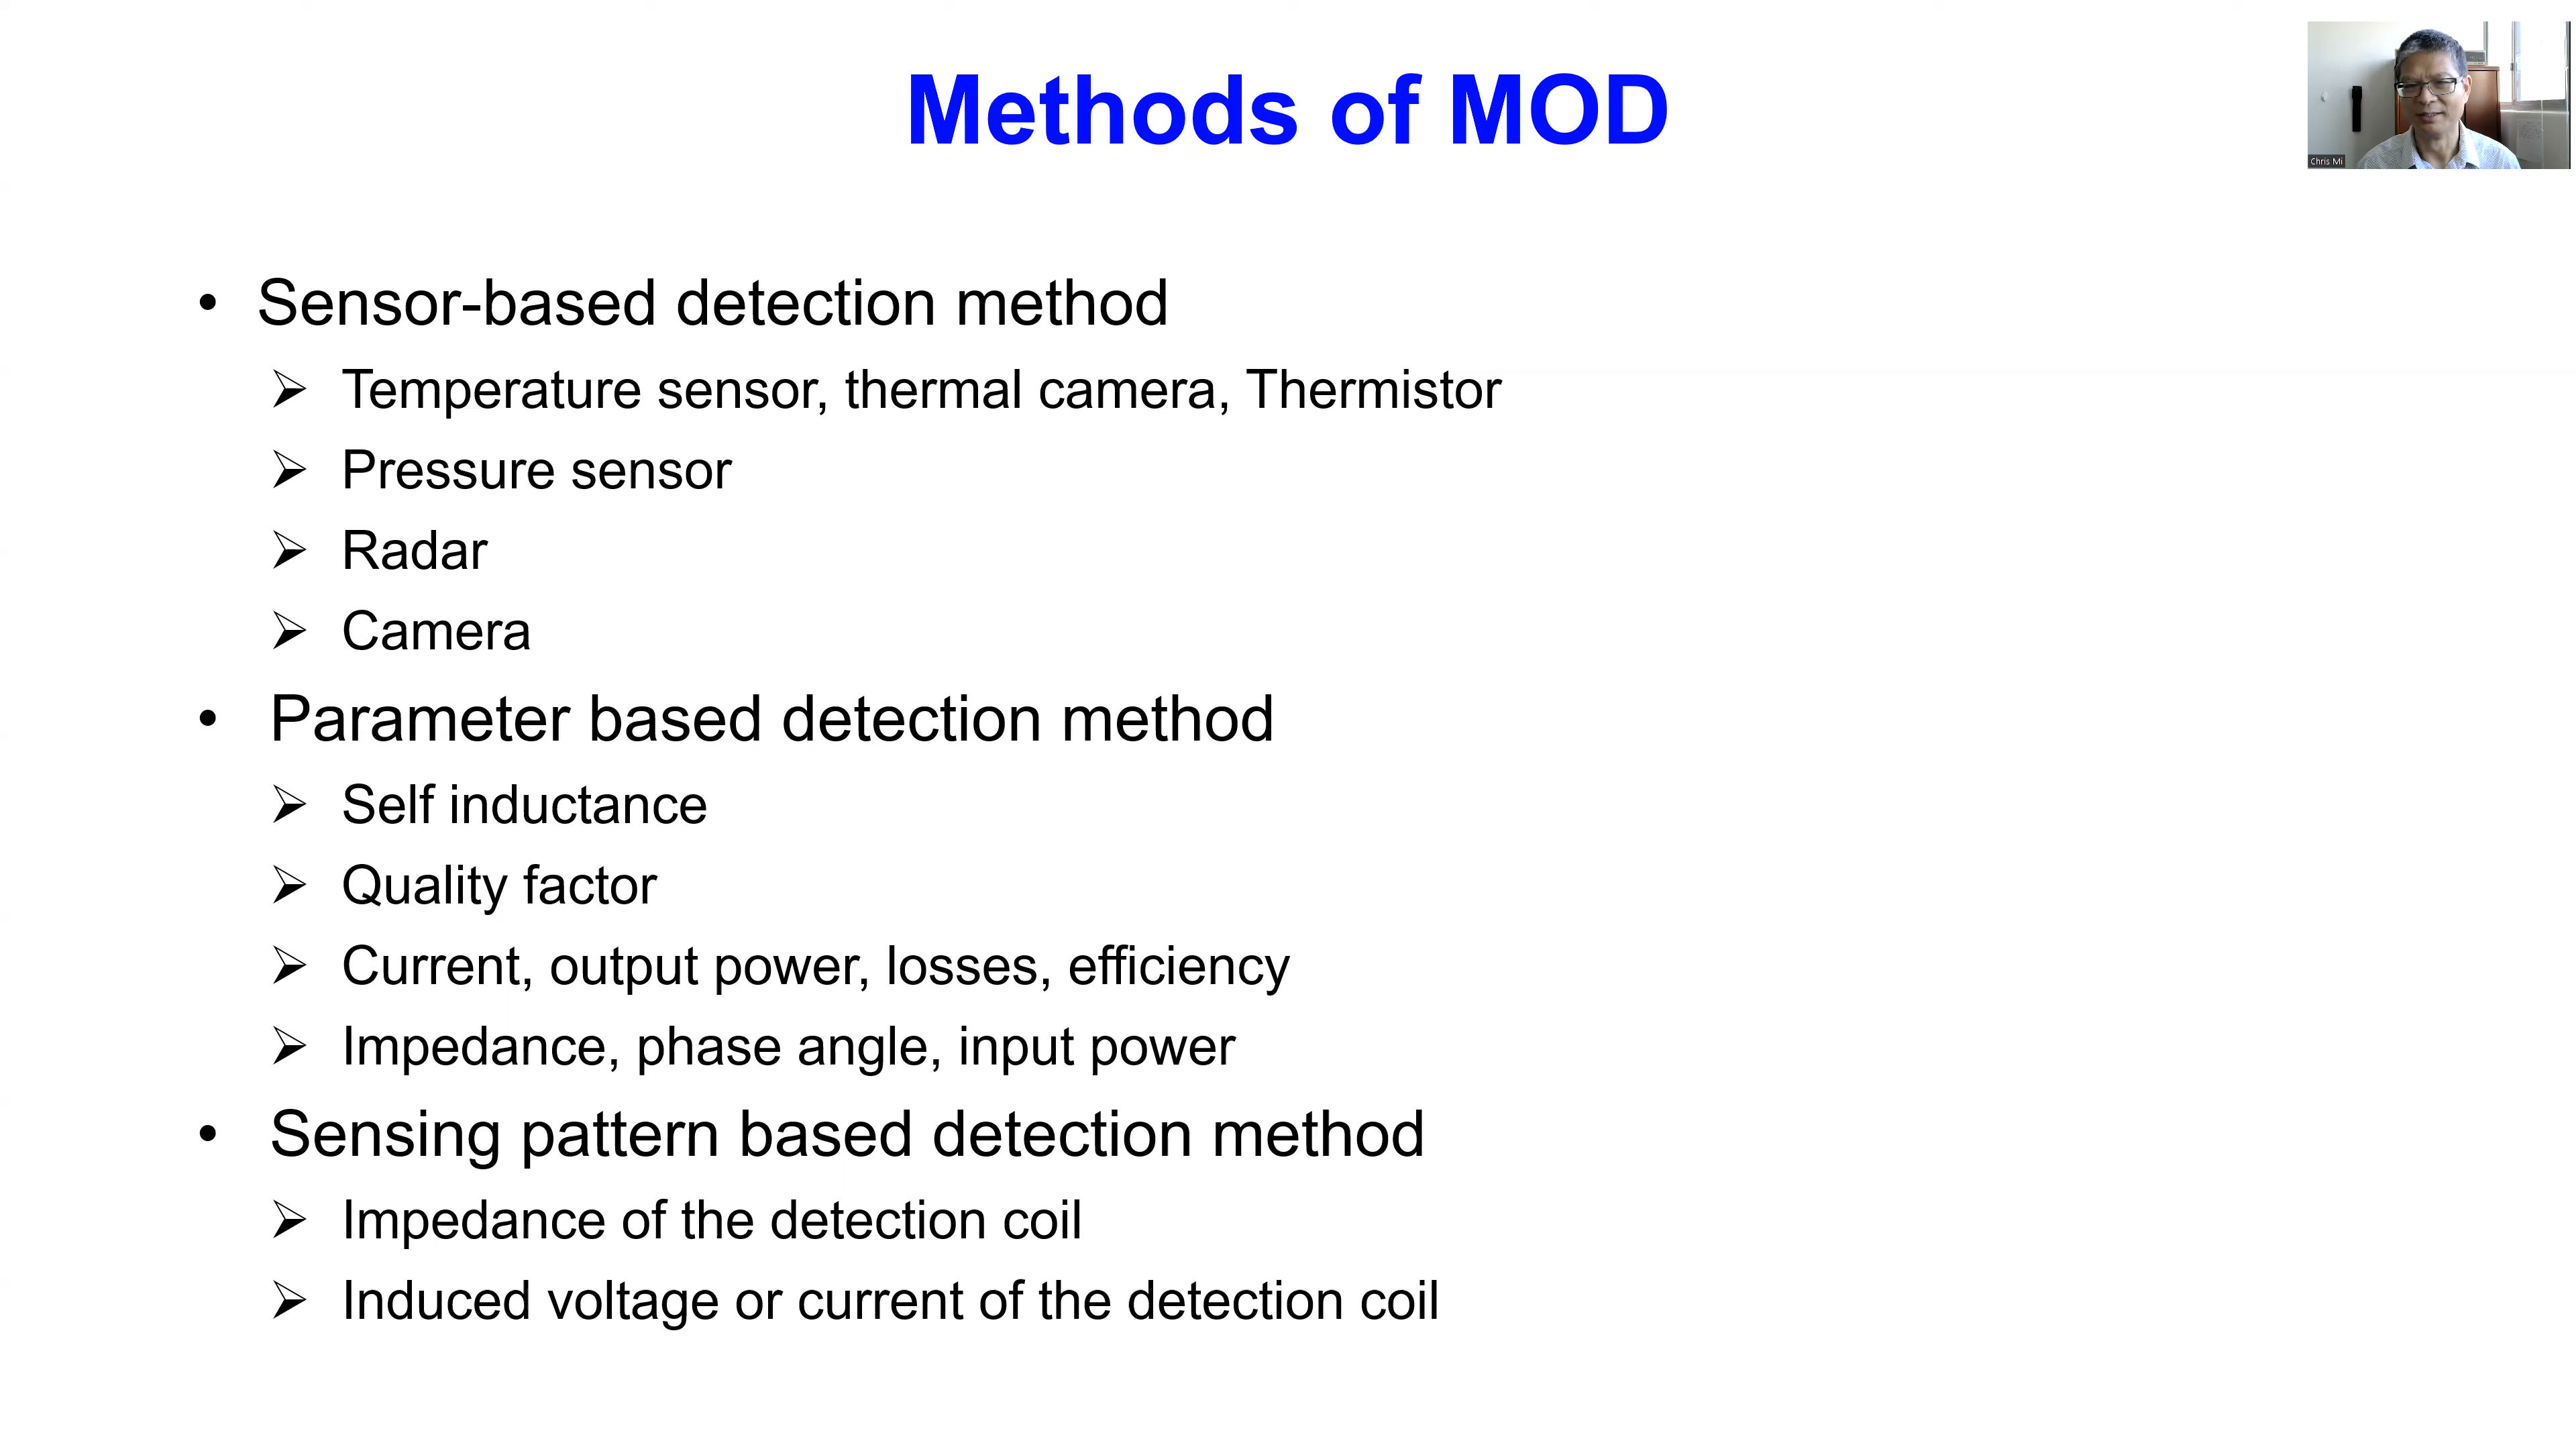 Methods of MOD
Chris Mi
• Sensor-based detection method
➢ Temperature sensor, thermal camera, Thermistor
➢ Pressure sensor
➢ Radar
➢ Camera
• Parameter based detection method
➢ Self inductance
➢ Quality factor
➢ Current, output power, losses, efficiency
➢ Impedance, phase angle, input power
• Sensing pattern based detection method
➢ Impedance of the detection coil
➢ Induced voltage or current of the detection coil